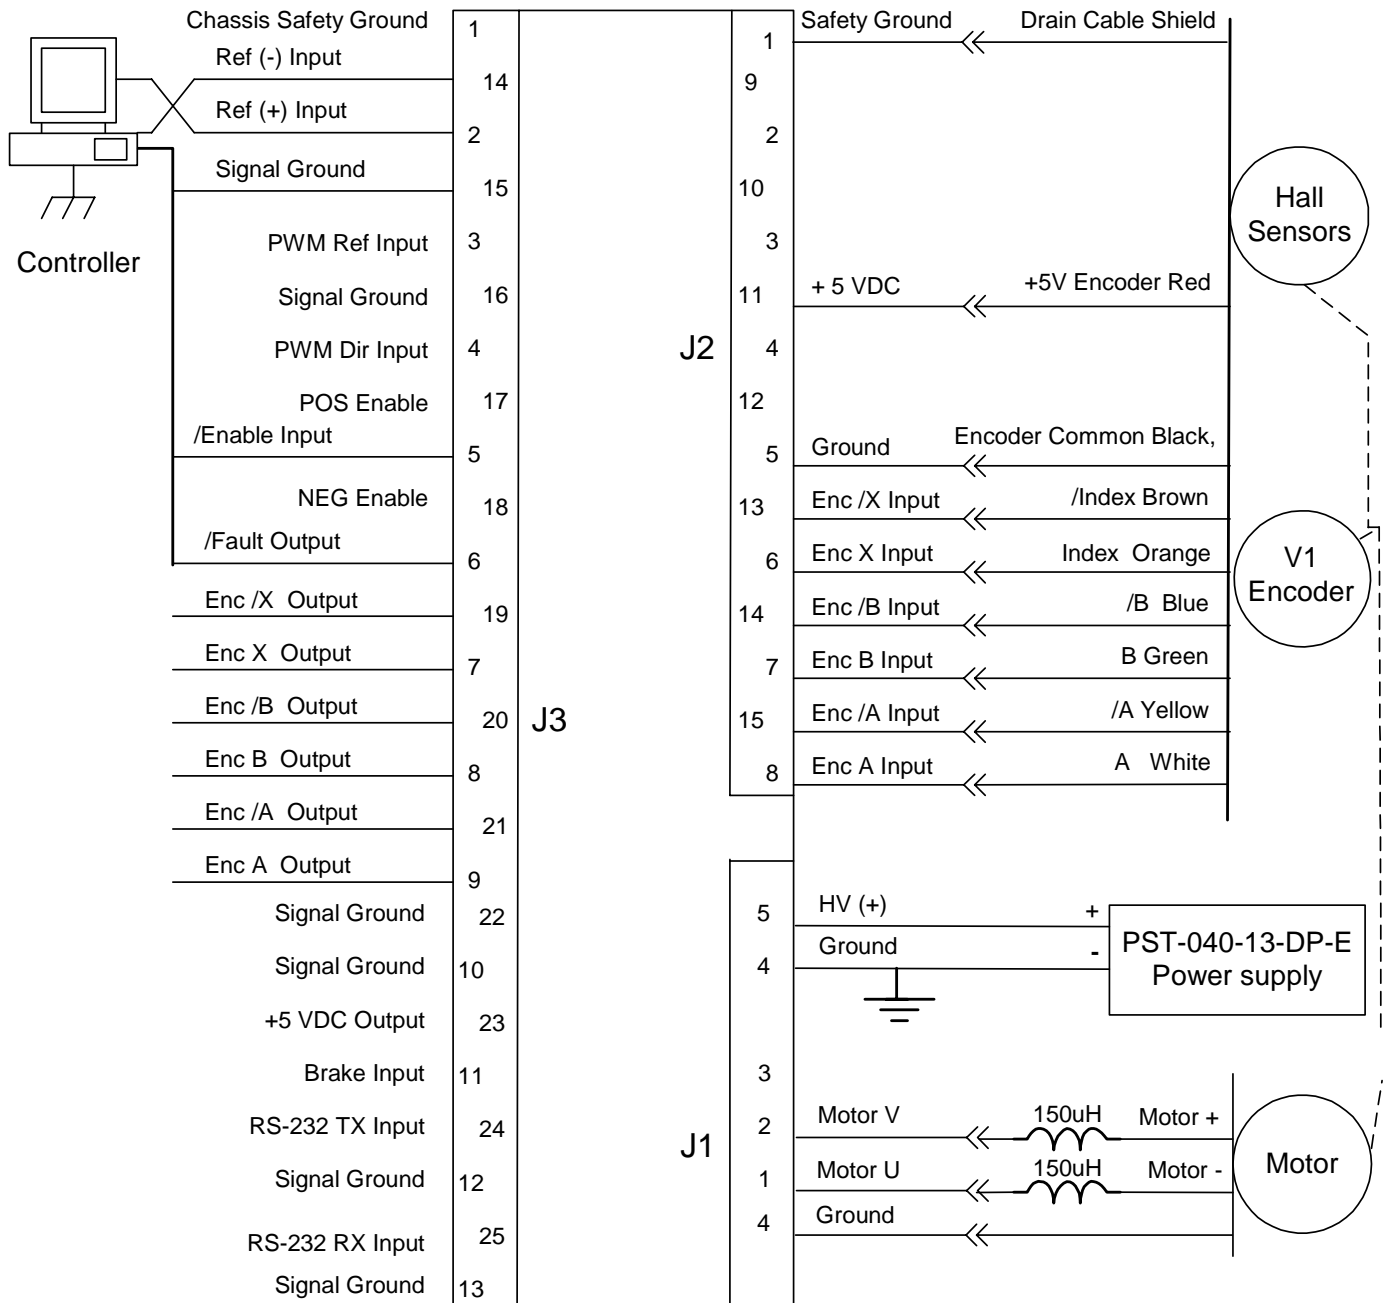 Chassis Safety Ground 1
Ref (-) Input 14
Ref (+) Input 2
Signal Ground 15
PWM Ref Input 3
Signal Ground 16
PWM Dir Input 4
POS Enable 17
/Enable Input 5
NEG Enable 18
/Fault Output 6
Enc /X Output 19
Enc X Output 7
Enc /B Output 20
Enc B Output 8
Enc /A Output 21
Enc A Output 9
Signal Ground 22
Signal Ground 10
+5 VDC Output 23
Brake Input 11
RS-232 TX Input 24
Signal Ground 12
RS-232 RX Input 25
Signal Ground 13
Controller
J3
J2
1 Safety Ground Drain Cable Shield
9
2
10
3
11 + 5 VDC +5V Encoder Red
4
12
5 Ground Encoder Common Black,
13 Enc /X Input /Index Brown
6 Enc X Input Index Orange
14 Enc /B Input /B Blue
7 Enc B Input B Green
15 Enc /A Input /A Yellow
8 Enc A Input A White
Hall
Sensors
V1
Encoder
J1
5 HV (+) +
4 Ground -
PST-040-13-DP-E
Power supply
3
2 Motor V 150uH Motor +
1 Motor U 150uH Motor -
4 Ground
Motor